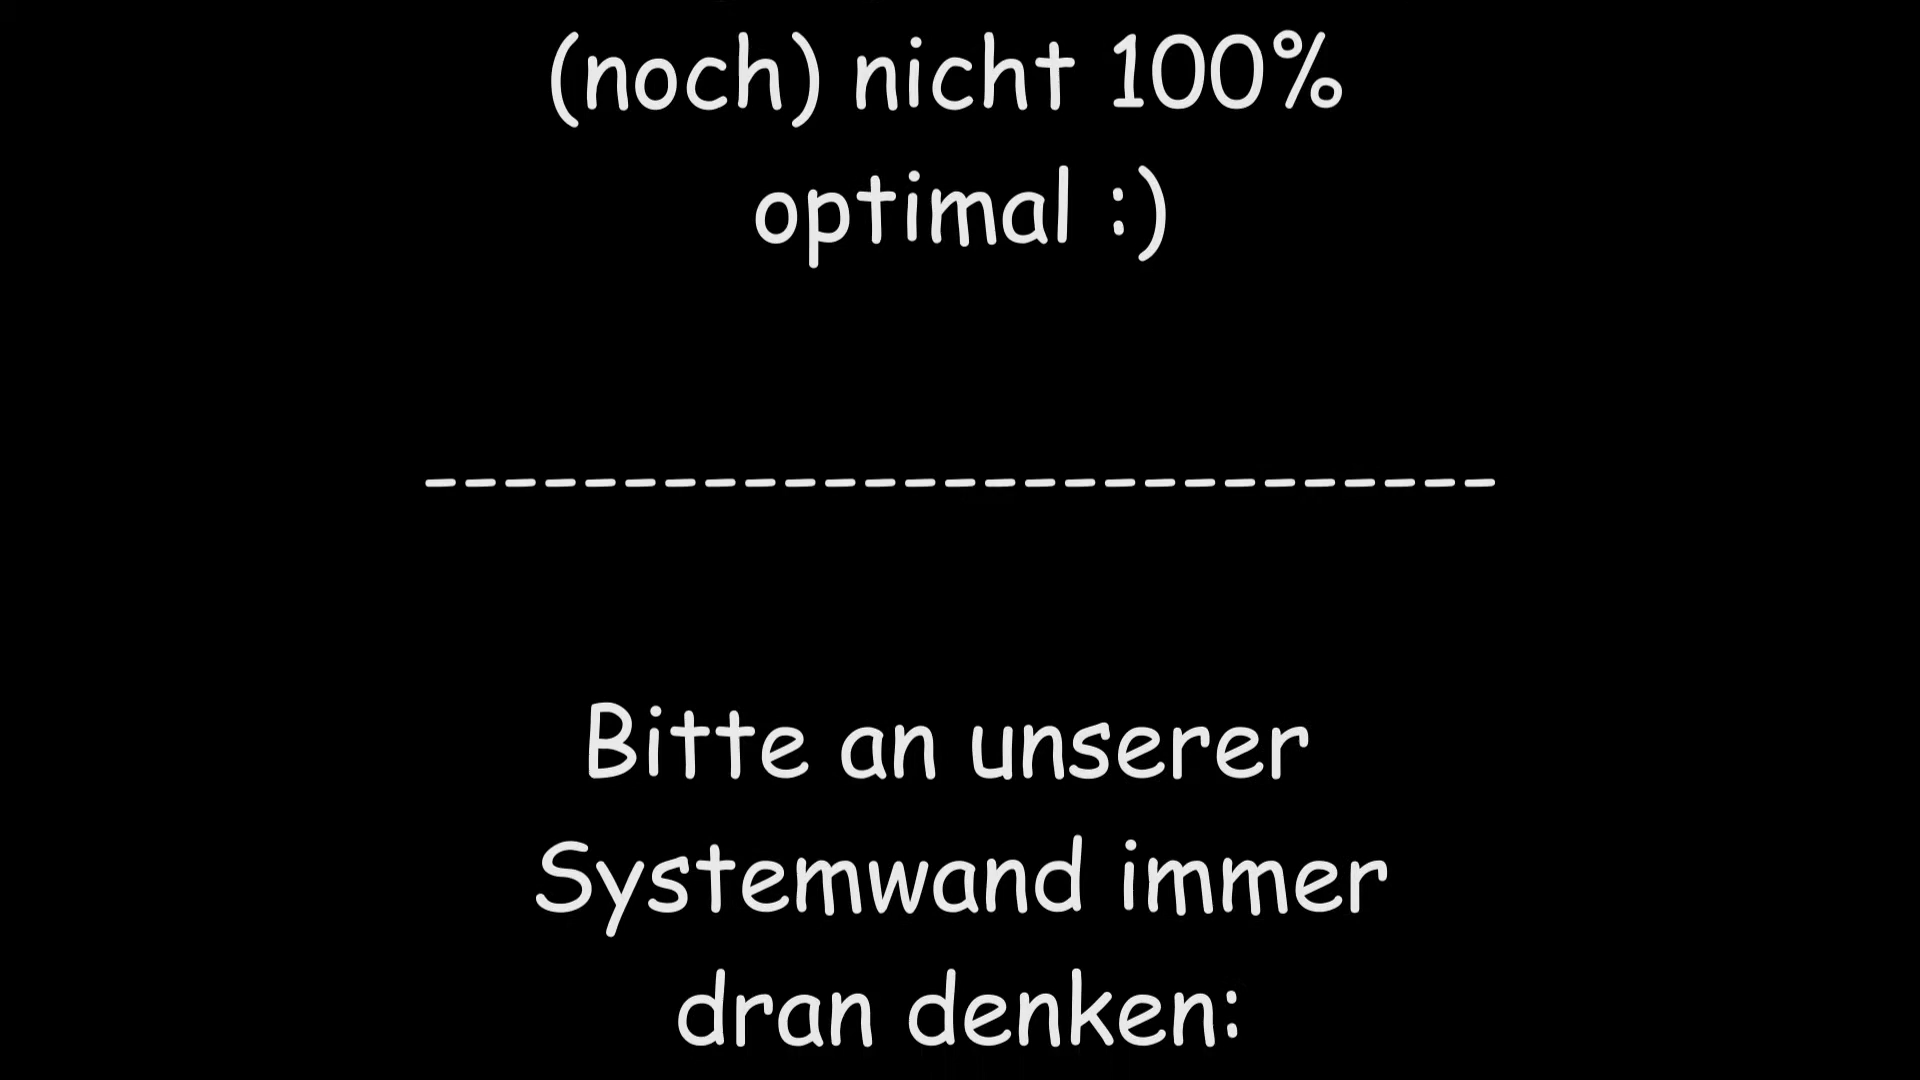 (noch) nicht 100%
optimal :)
---------------------------
Bitte an unserer
Systemwand immer
dran denken: